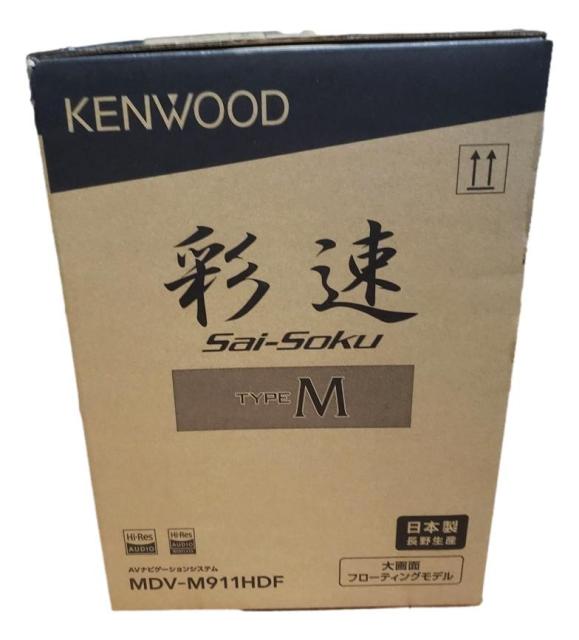 KENWOOD
彩速
Sai-Soku
TYPE M
Hi-Res
AUDIO
Hi-Res
AUDIO
WIRELESS
日本製
長野生産
AVナビゲーションシステム
MDV-M911HDF
大画面
フローティングモデル